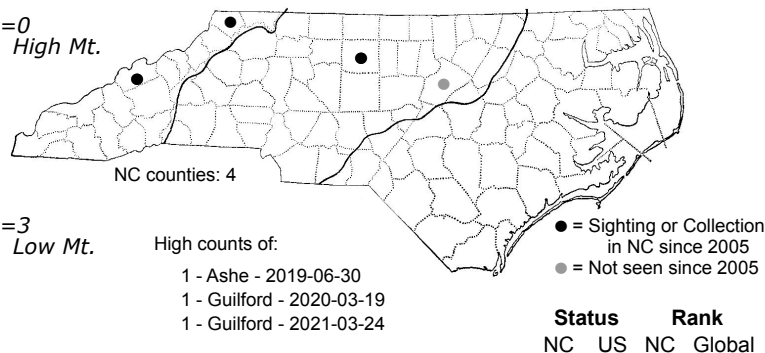 =0
High Mt.
NC counties: 4
=3
Low Mt.
High counts of:
1 - Ashe - 2019-06-30
1 - Guilford - 2020-03-19
1 - Guilford - 2021-03-24
= Sighting or Collection
in NC since 2005
= Not seen since 2005
Status Rank
NC US NC Global